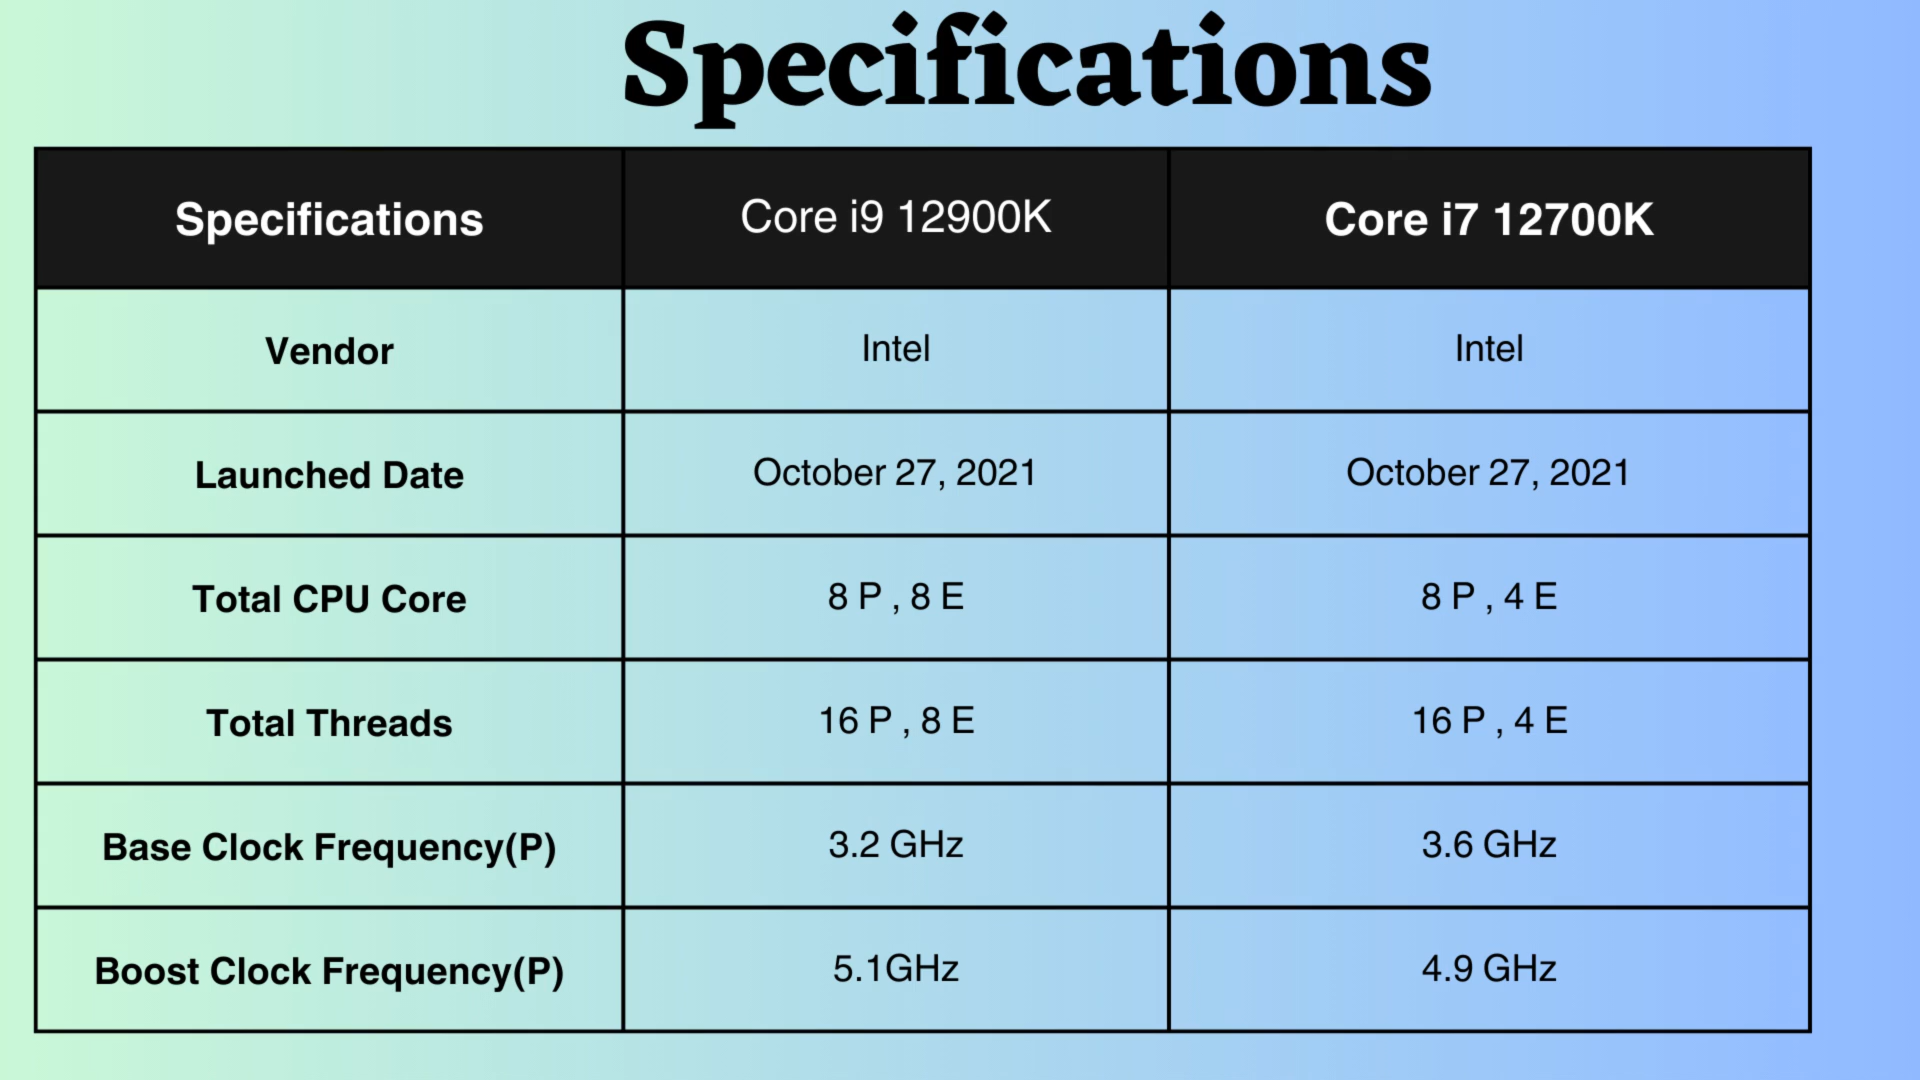 Specifications
Specifications Core i9 12900K Core i7 12700K
Vendor Intel Intel
Launched Date October 27, 2021 October 27, 2021
Total CPU Core 8 P , 8 E 8 P , 4 E
Total Threads 16 P , 8 E 16 P , 4 E
Base Clock Frequency(P) 3.2 GHz 3.6 GHz
Boost Clock Frequency(P) 5.1GHz 4.9 GHz